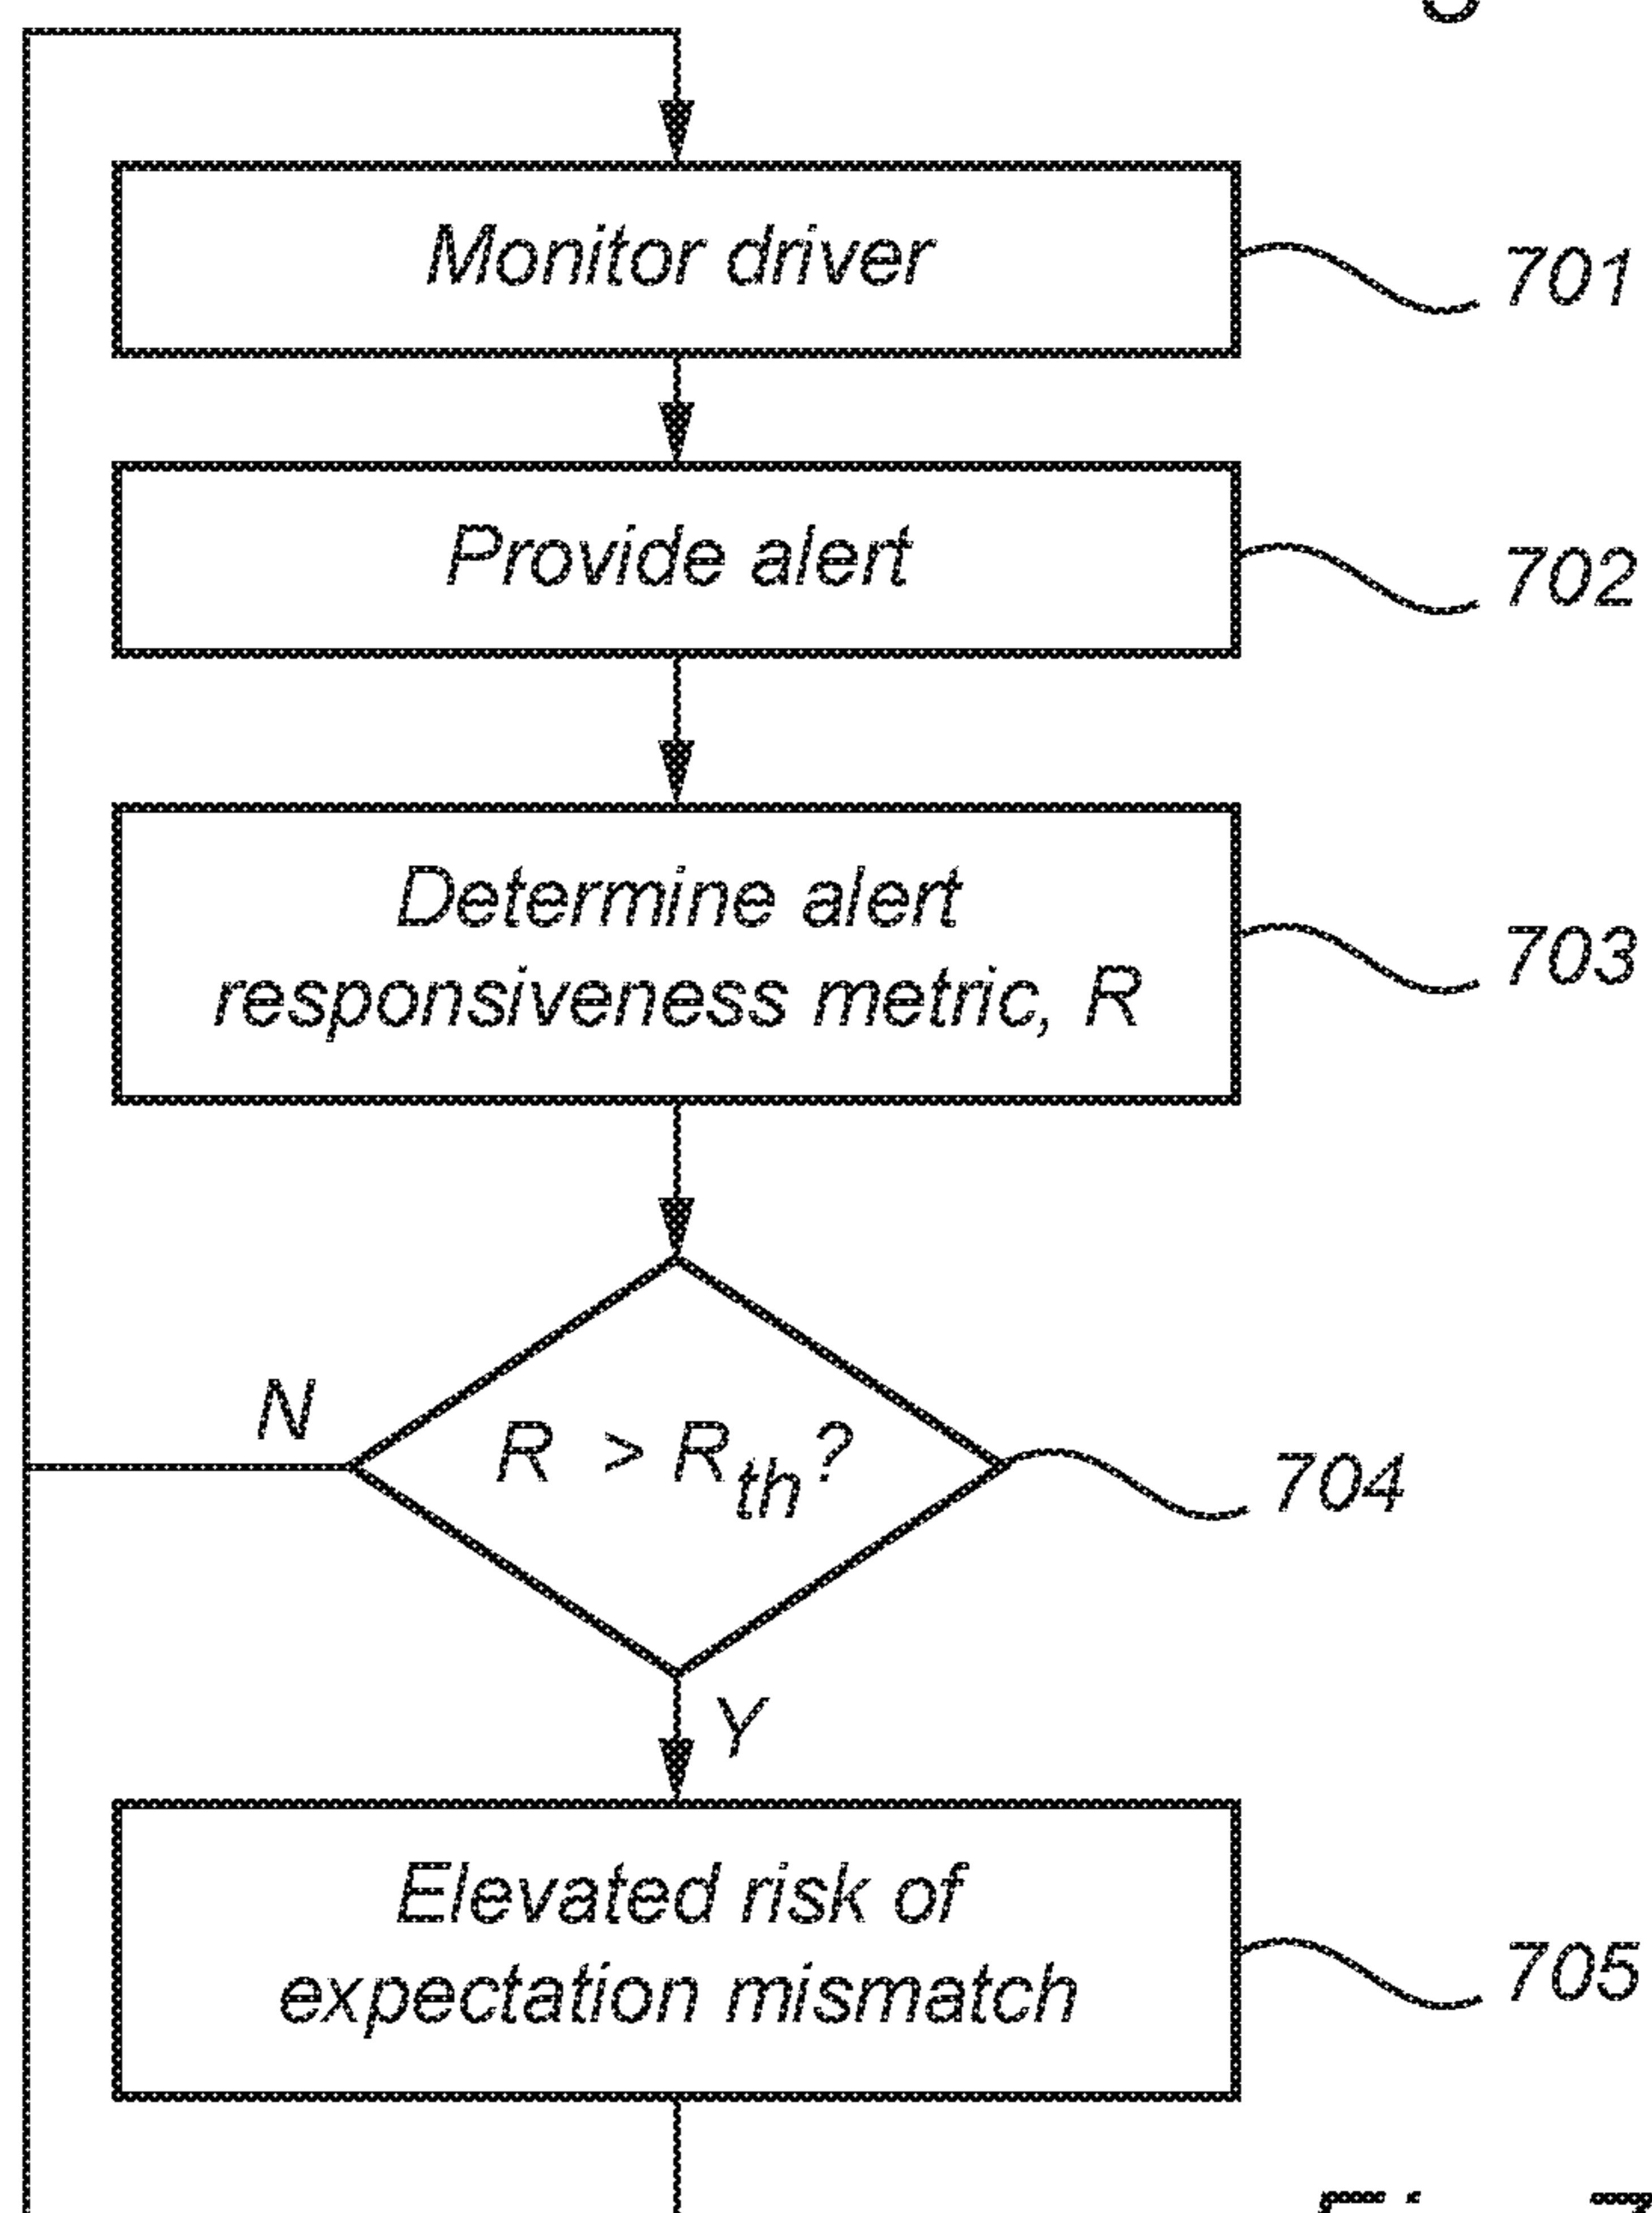 Monitor driver
701
Provide alert
702
Determine alert
responsiveness metric, R
703
N
R > Rth?
704
Y
Elevated risk of
expectation mismatch
705